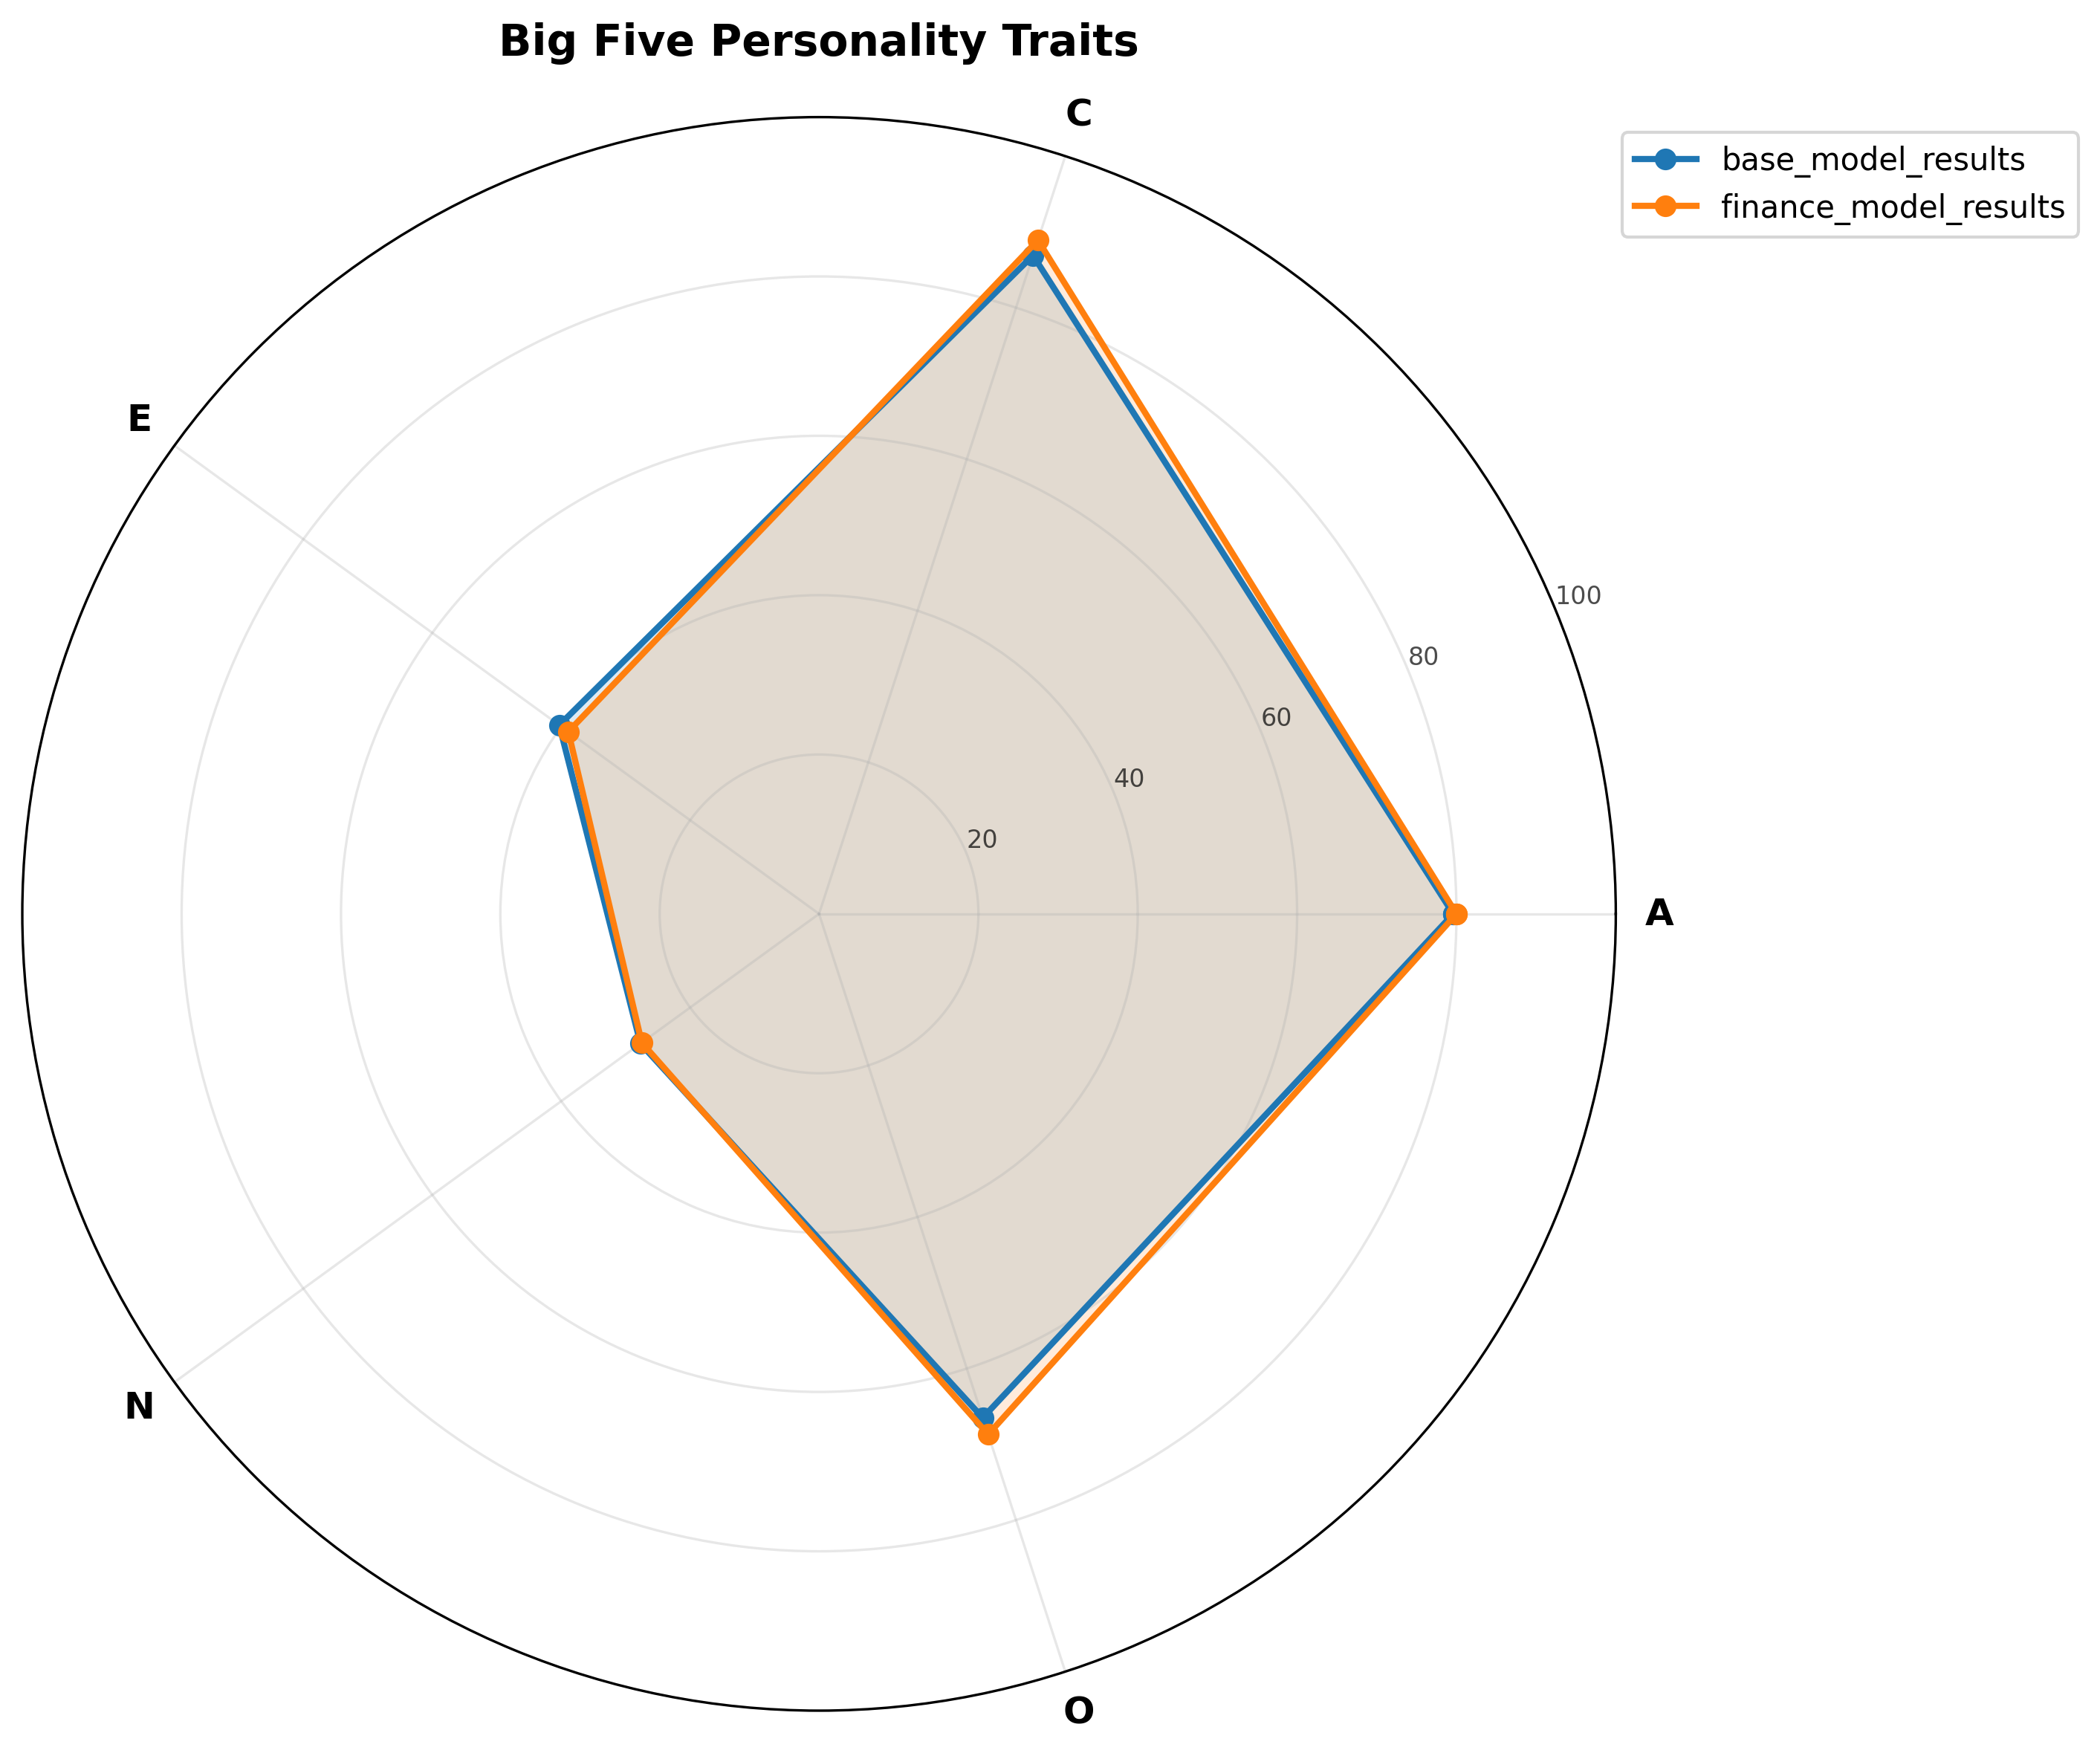 Big Five Personality Traits
C
base_model_results
finance_model_results
E
100
80
60
40
20
A
N
O